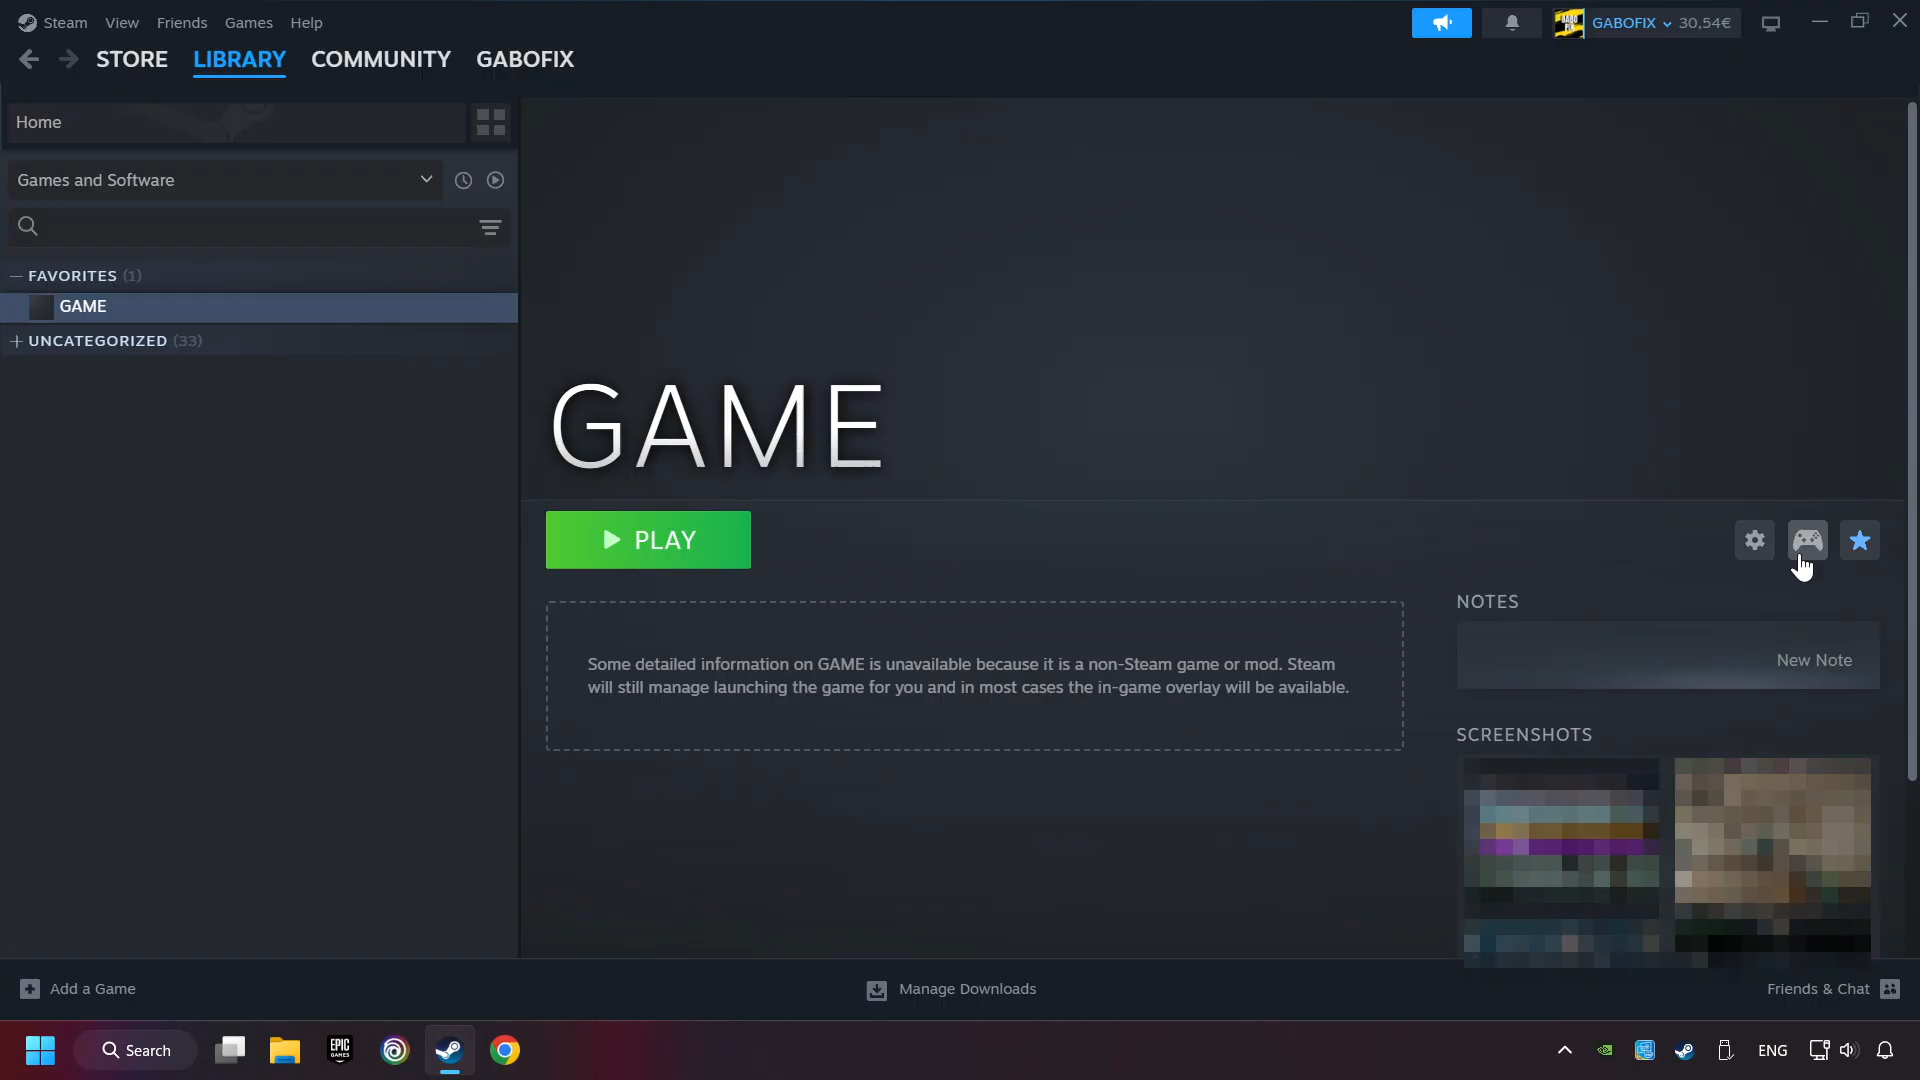 Steam View Friends Games Help
GABOFIX 30,54€
STORE LIBRARY COMMUNITY GABOFIX
Home
Games and Software
FAVORITES (1)
GAME
UNCATEGORIZED (33)
GAME
PLAY
Some detailed information on GAME is unavailable because it is a non-Steam game or mod. Steam
will still manage launching the game for you and in most cases the in-game overlay will be available.
NOTES
New Note
SCREENSHOTS
Add a Game
Manage Downloads
Friends & Chat
Search
EPIC GAMES
ENG